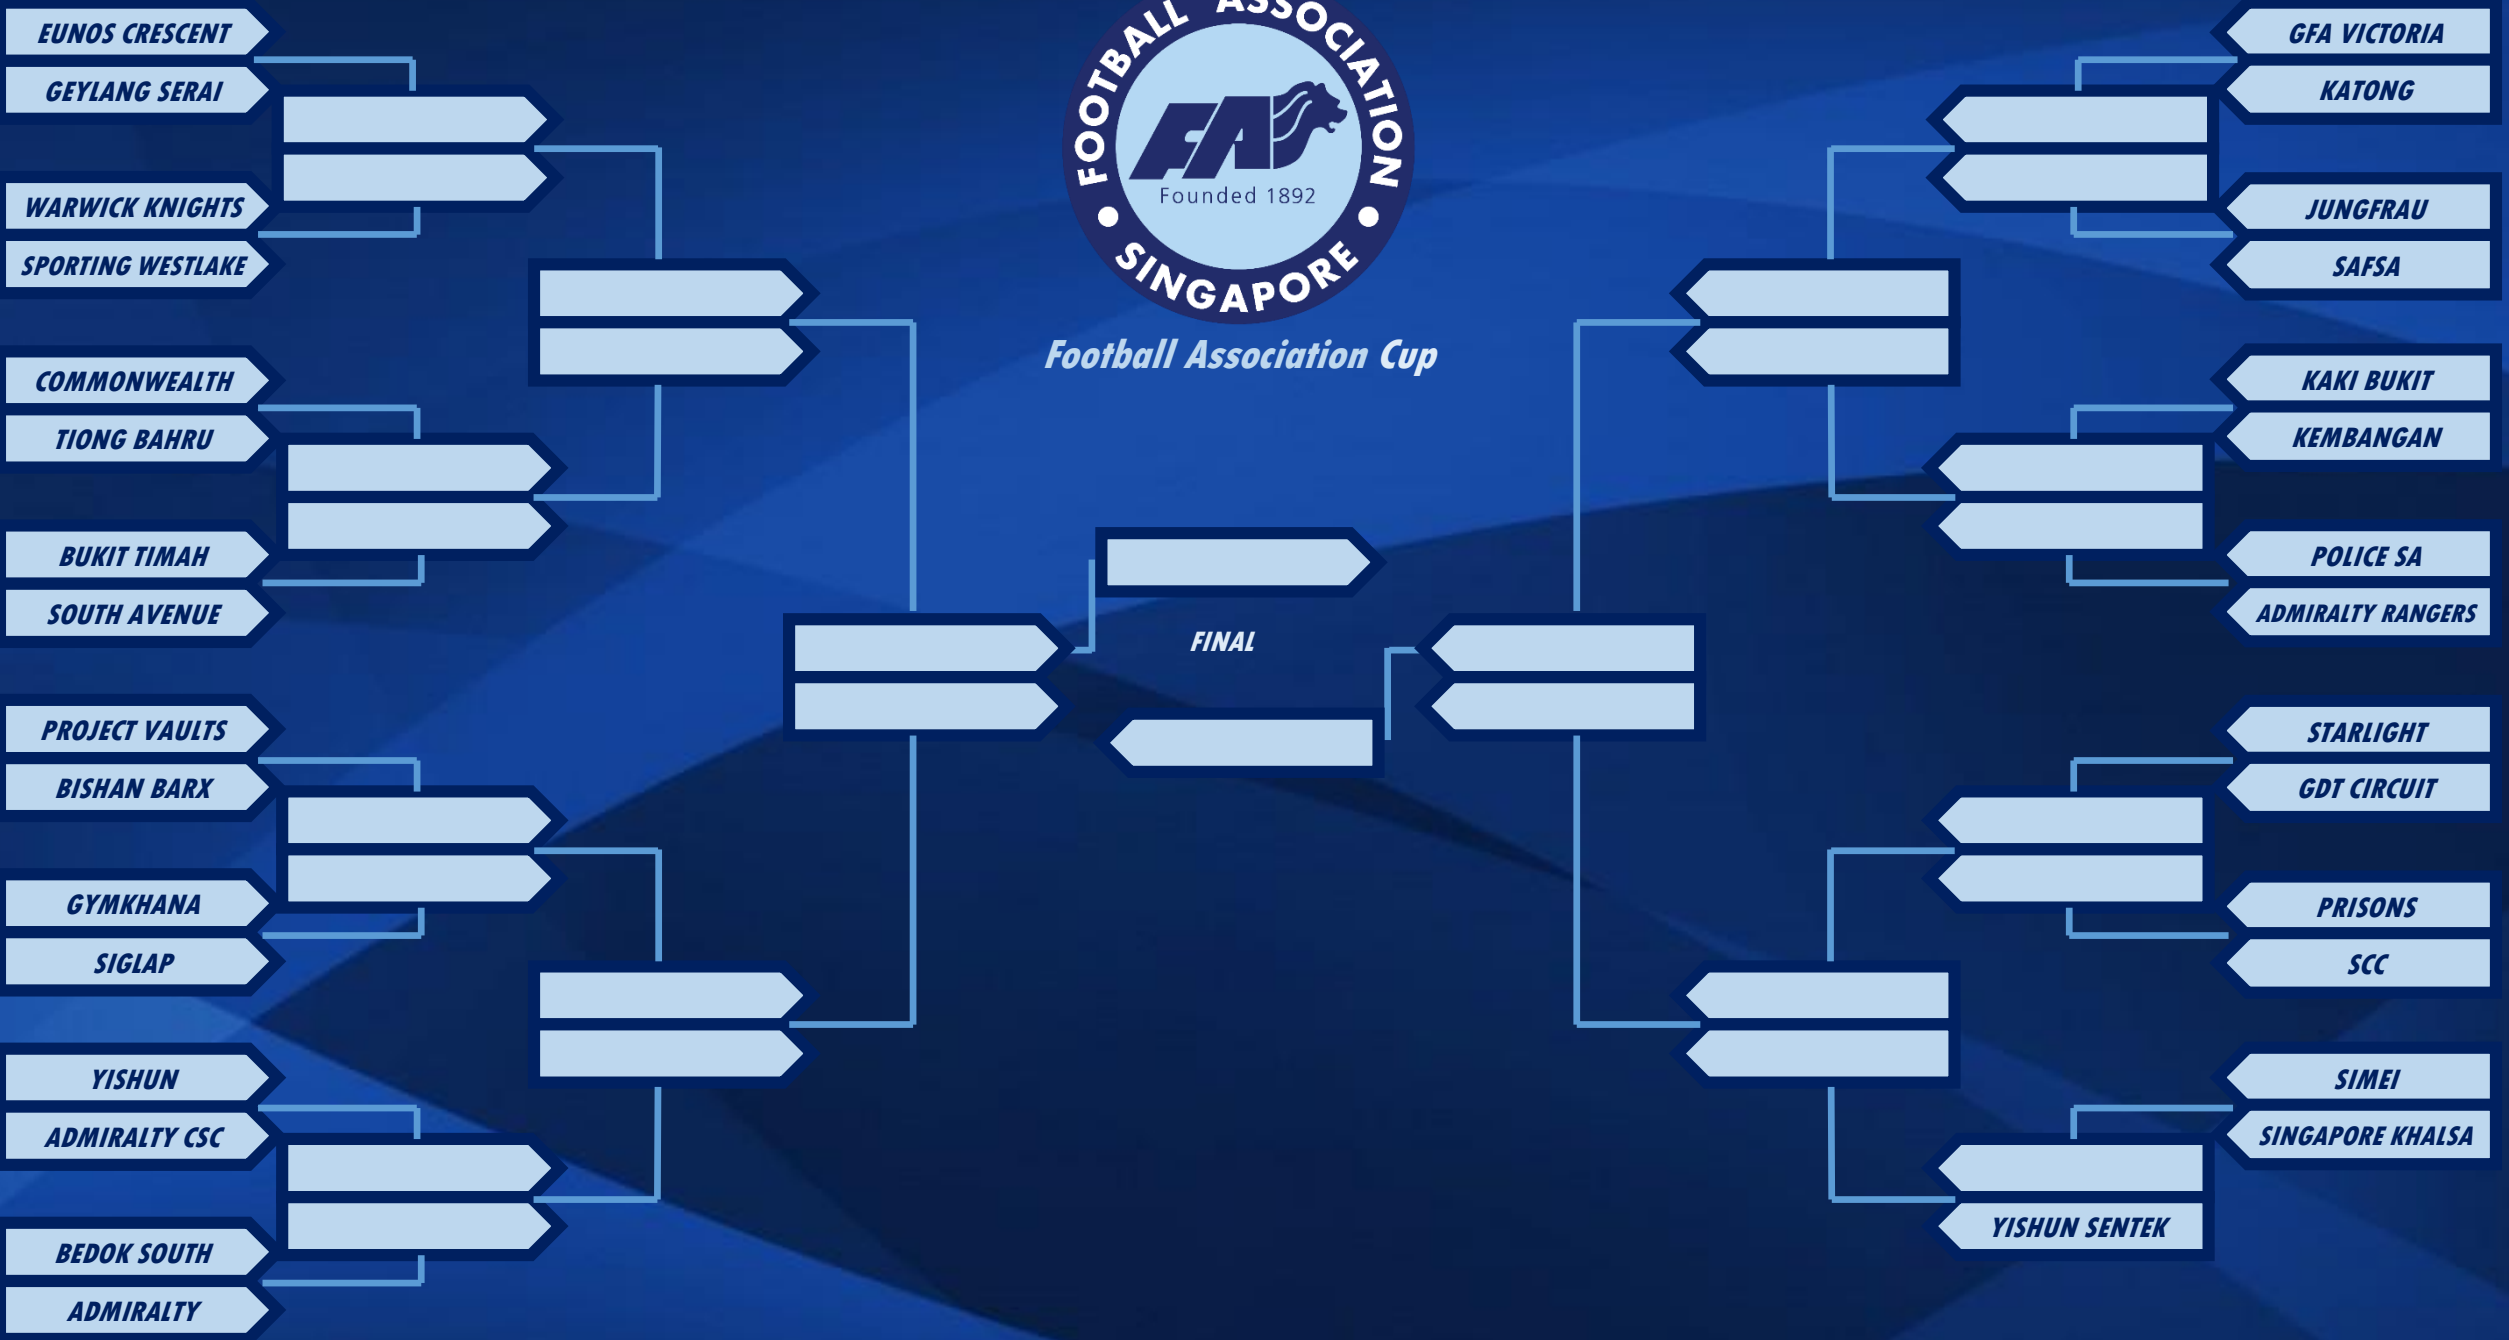 EUNOS CRESCENT
GEYLANG SERAI
WARWICK KNIGHTS
SPORTING WESTLAKE
COMMONWEALTH
TIONG BAHRU
BUKIT TIMAH
SOUTH AVENUE
PROJECT VAULTS
BISHAN BARX
GYMKHANA
SIGLAP
YISHUN
ADMIRALTY CSC
BEDOK SOUTH
ADMIRALTY
FOOTBALL ASSOCIATION
FAS
Founded 1892
SINGAPORE
Football Association Cup
FINAL
GFA VICTORIA
KATONG
JUNGFRAU
SAFSA
KAKI BUKIT
KEMBANGAN
POLICE SA
ADMIRALTY RANGERS
STARLIGHT
GDT CIRCUIT
PRISONS
SCC
SIMEI
SINGAPORE KHALSA
YISHUN SENTEK